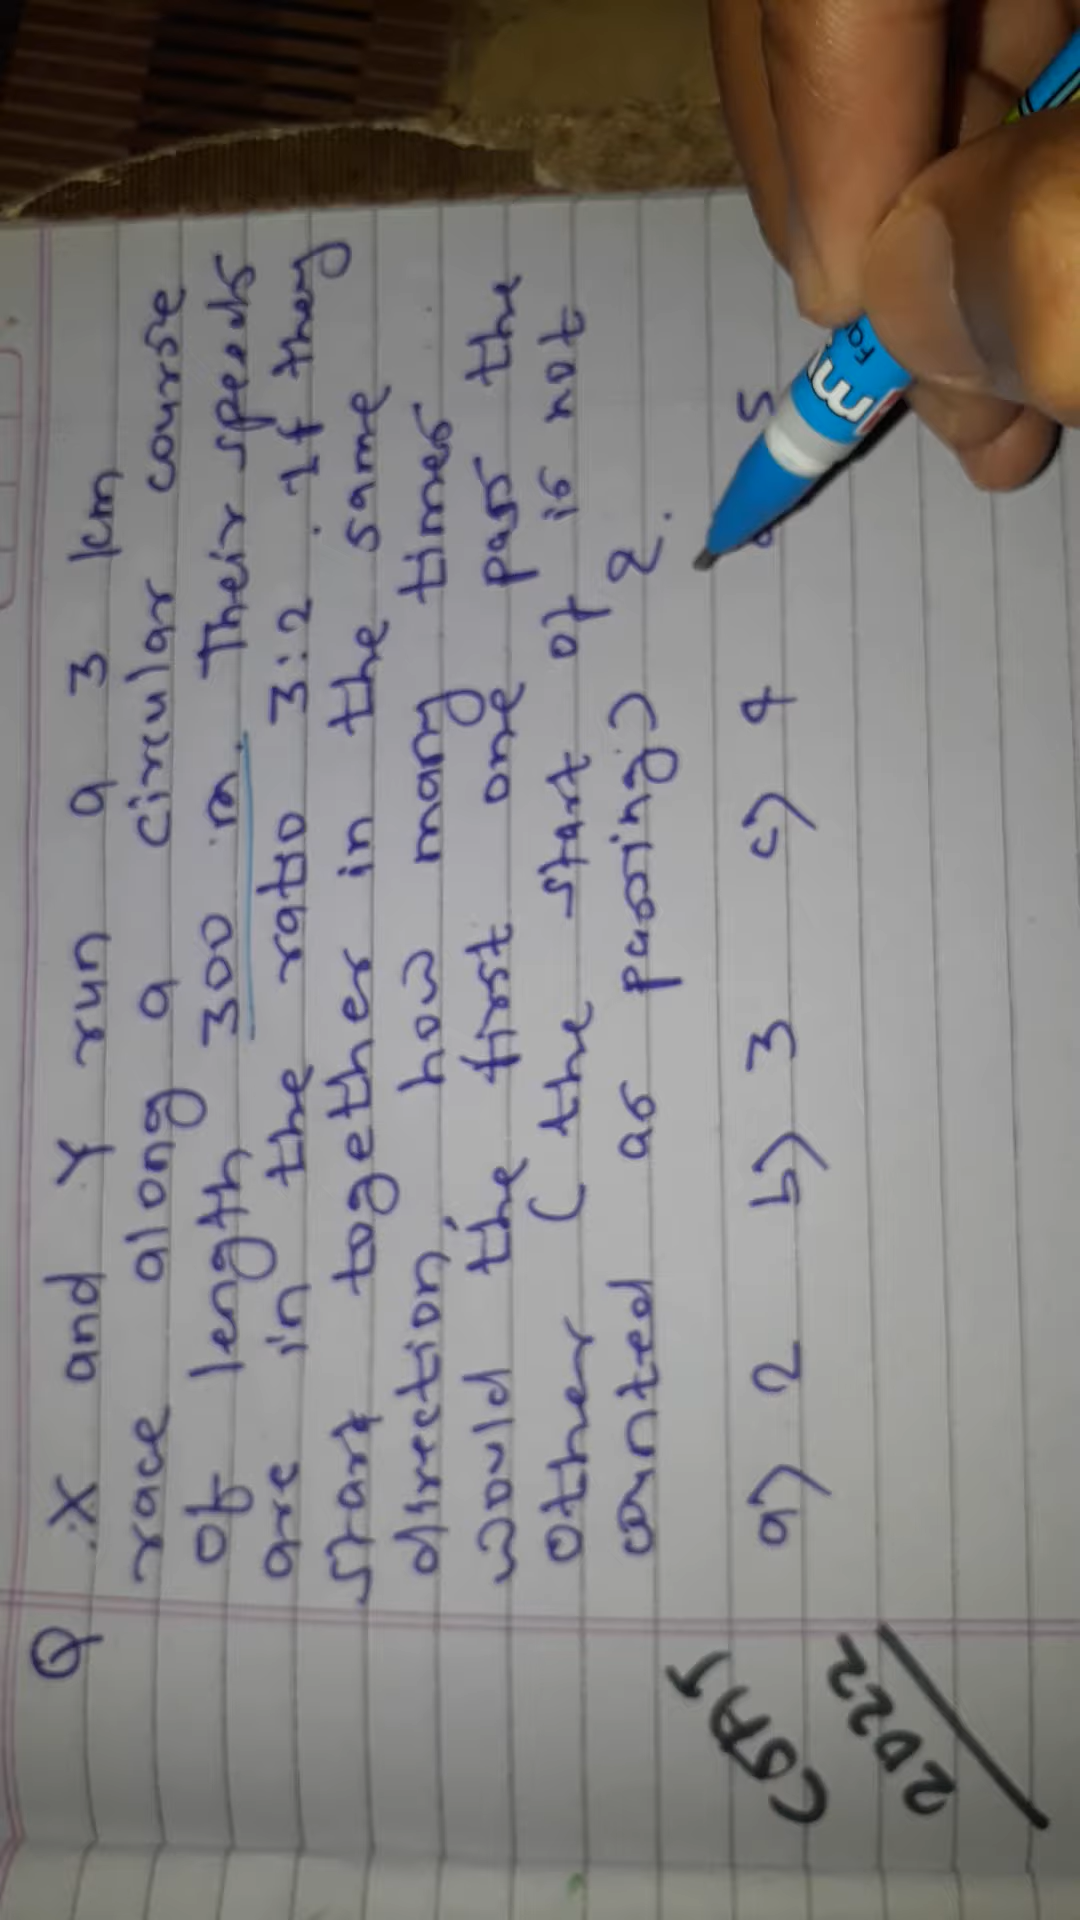 Q .X and Y run a 3 km
race along a circular course
of length 300 m. Their speeds
are in the ratio 3:2. If they
start together in the same
direction, how many times
would the first one pass the
other (the start of is not
counted as passing) ?.
a) 2 b) 3 c) 4 5
CSAT
2022